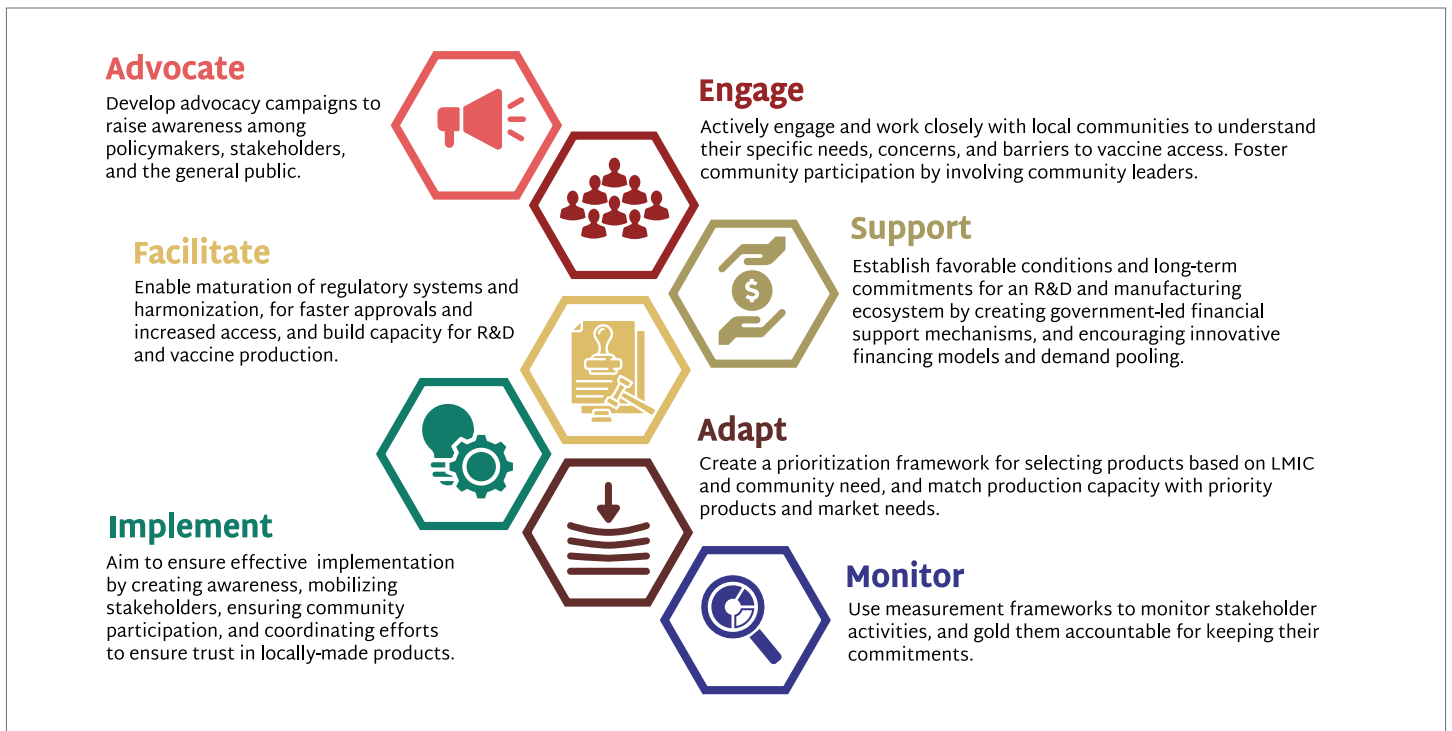 Advocate
Develop advocacy campaigns to
raise awareness among
policymakers, stakeholders,
and the general public.
Engage
Actively engage and work closely with local communities to understand
their specific needs, concerns, and barriers to vaccine access. Foster
community participation by involving community leaders.
Facilitate
Enable maturation of regulatory systems and
harmonization, for faster approvals and
increased access, and build capacity for R&D
and vaccine production.
Support
Establish favorable conditions and long-term
commitments for an R&D and manufacturing
ecosystem by creating government-led financial
support mechanisms, and encouraging innovative
financing models and demand pooling.
$
Adapt
Create a prioritization framework for selecting products based on LMIC
and community need, and match production capacity with priority
products and market needs.
Implement
Aim to ensure effective  implementation
by creating awareness, mobilizing
stakeholders, ensuring community
participation, and coordinating efforts
to ensure trust in locally-made products.
Monitor
Use measurement frameworks to monitor stakeholder
activities, and gold them accountable for keeping their
commitments.